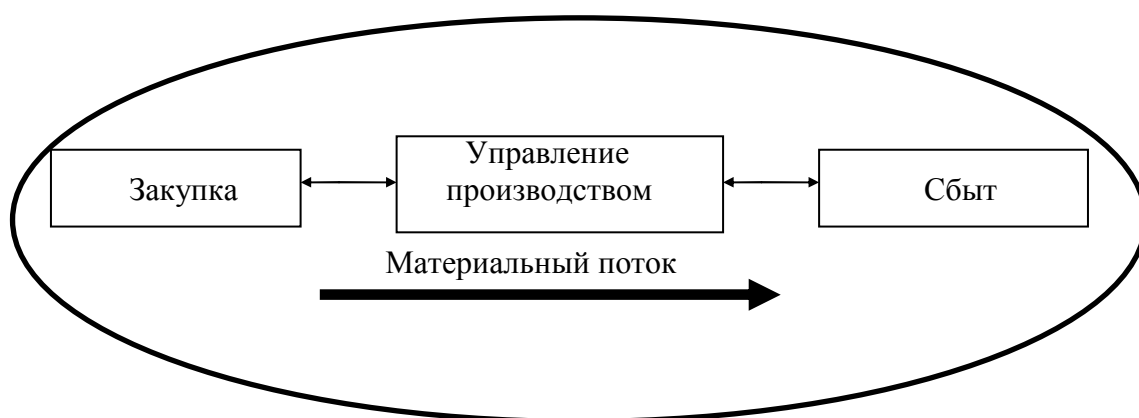 Управление
производством
Закупка
Сбыт
Материальный поток